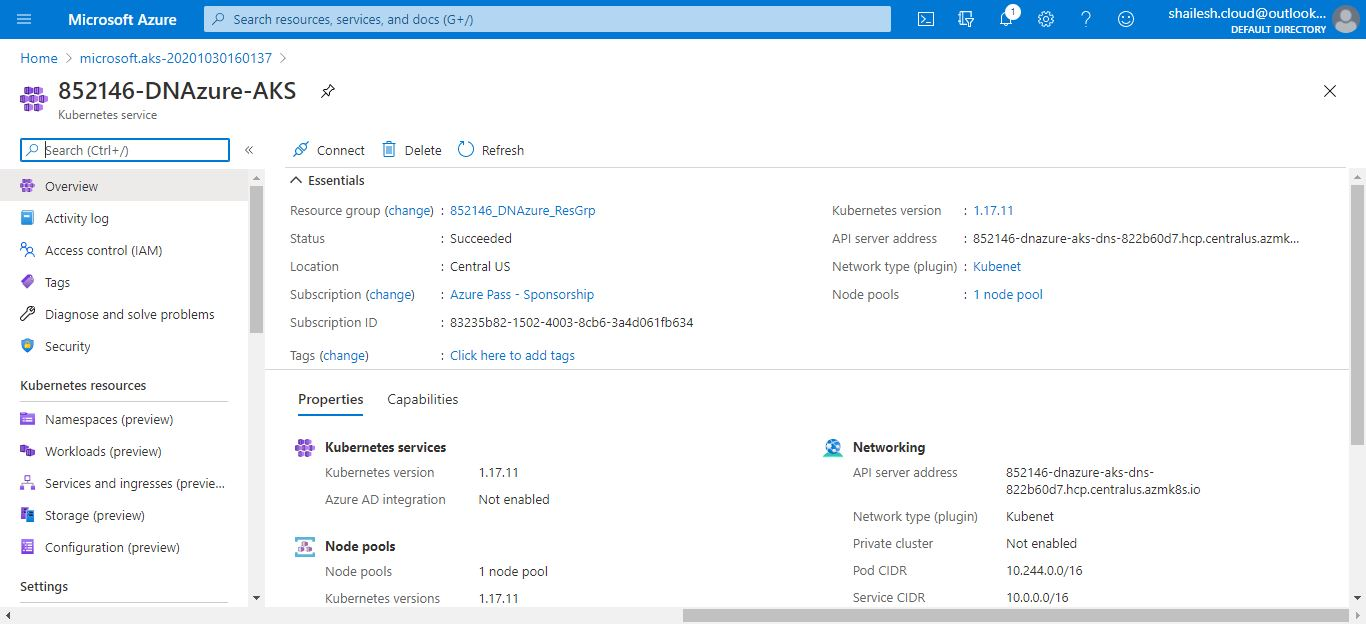 Microsoft Azure
Search resources, services, and docs (G+/)
1
shailesh.cloud@outlook...
DEFAULT DIRECTORY
Home > microsoft.aks-20201030160137 >
852146-DNAzure-AKS
Kubernetes service
Search (Ctrl+/)
«
Overview
Activity log
Access control (IAM)
Tags
Diagnose and solve problems
Security
Kubernetes resources
Namespaces (preview)
Workloads (preview)
Services and ingresses (previe...
Storage (preview)
Configuration (preview)
Settings
Connect Delete Refresh
Essentials
Resource group (change) : 852146_DNAzure_ResGrp
Status : Succeeded
Location : Central US
Subscription (change) : Azure Pass - Sponsorship
Subscription ID : 83235b82-1502-4003-8cb6-3a4d061fb634
Tags (change) : Click here to add tags
Kubernetes version : 1.17.11
API server address : 852146-dnazure-aks-dns-822b60d7.hcp.centralus.azmk...
Network type (plugin) : Kubenet
Node pools : 1 node pool
Properties Capabilities
Kubernetes services
Kubernetes version 1.17.11
Azure AD integration Not enabled
Node pools
Node pools 1 node pool
Kubernetes versions 1.17.11
Networking
API server address 852146-dnazure-aks-dns-
822b60d7.hcp.centralus.azmk8s.io
Network type (plugin) Kubenet
Private cluster Not enabled
Pod CIDR 10.244.0.0/16
Service CIDR 10.0.0.0/16